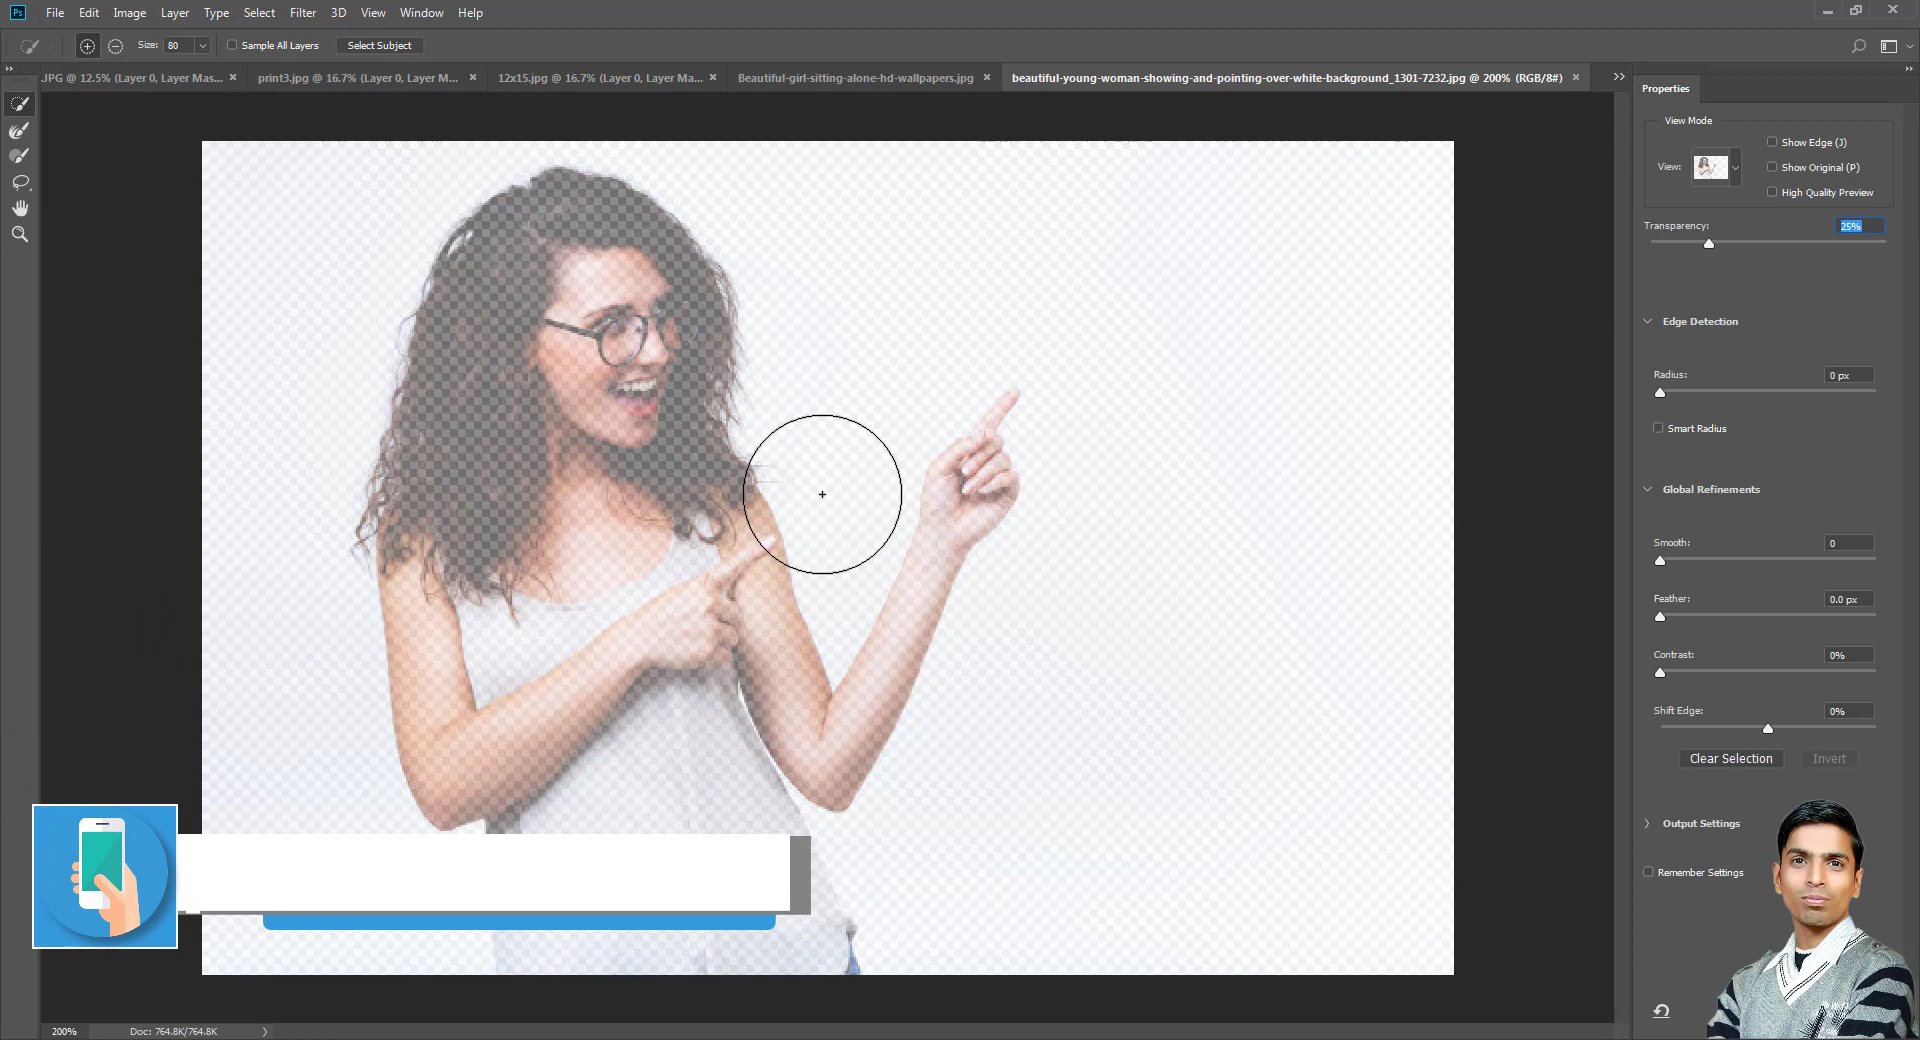 Ps File Edit Image Layer Type Select Filter 3D View Window Help
Size: 80 Sample All Layers Select Subject
.JPG @ 12.5% (Layer 0, Layer Mas... × print3.jpg @ 16.7% (Layer 0, Layer M... × 12x15.jpg @ 16.7% (Layer 0, Layer Ma... × Beautiful-girl-sitting-alone-hd-wallpapers.jpg × beautiful-young-woman-showing-and-pointing-over-white-background_1301-7232.jpg @ 200% (RGB/8#) ×
Properties
View Mode
View:
Show Edge (J)
Show Original (P)
High Quality Preview
Transparency: 25%
Edge Detection
Radius: 0 px
Smart Radius
Global Refinements
Smooth: 0
Feather: 0.0 px
Contrast: 0%
Shift Edge: 0%
Clear Selection Invert
Output Settings
Remember Settings
200% Doc: 764.8K/764.8K